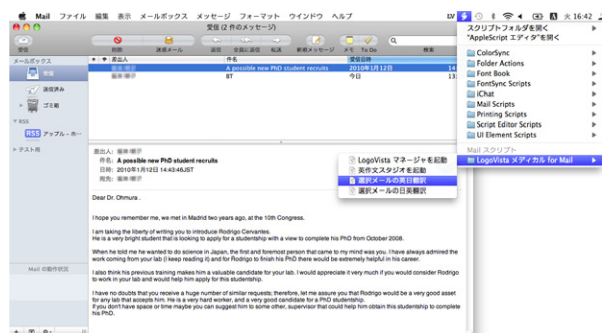 Mail ファイル 編集 表示 メールボックス メッセージ フォーマット ウインドウ ヘルプ
火 16:42
受信 (2 件のメッセージ)
受信 削除 迷惑メール 返信 全員に返信 転送 新規メッセージ メモ To Do 検索
メールボックス
受信
送信済み
ゴミ箱
RSS
RSS アップル - ホ…
テスト用
Mail の動作状況
差出人 件名 受信日時
A possible new PhD student recruits 2010年1月12日 14:
BT 今日 13:
差出人:
件名: A possible new PhD student recruits
日時: 2010年1月12日 14:43:46JST
宛先:
Dear Dr. Ohmura .
I hope you remember me, we met in Madrid two years ago, at the 10th Congress.
I am taking the liberty of writing you to introduce Rodrigo Cervantes.
He is a very bright student that is looking to apply for a studentship with a view to complete his PhD from October 2008.
When he told me he wanted to do science in Japan, the first and foremost person that came to my mind was you. I have always admired the
work coming from your lab (I keep reading it) and for Rodrigo to finish his PhD there would be extremely helpful in his career.
I also think his previous training makes him a valuable candidate for your lab. I would appreciate it very much if you would consider Rodrigo
to work in your lab and would help him apply for this studentship.
I have no doubts that you receive a huge number of similar requests; therefore, let me assure you that Rodrigo would be a very good asset
for any lab that accepts him. He is a very hard worker, and a very good candidate for a PhD studentship.
If you don't have space or time maybe you can suggest him to some other, supervisor that could help him obtain this studentship to complete
his PhD.
スクリプトフォルダを開く
"AppleScript エディタ"を開く
ColorSync
Folder Actions
Font Book
FontSync Scripts
iChat
Mail Scripts
Printing Scripts
Script Editor Scripts
UI Element Scripts
Mail スクリプト
LogoVista メディカル for Mail
LogoVista マネージャを起動
英作文スタジオを起動
選択メールの英日翻訳
選択メールの日英翻訳